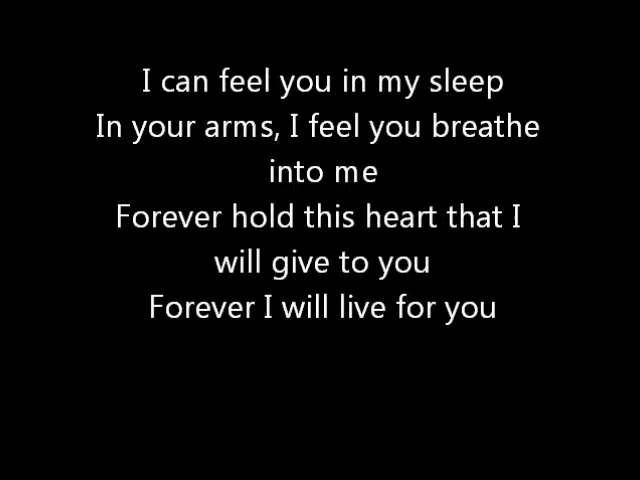 I can feel you in my sleep
In your arms, I feel you breathe
into me
Forever hold this heart that I
will give to you
Forever I will live for you